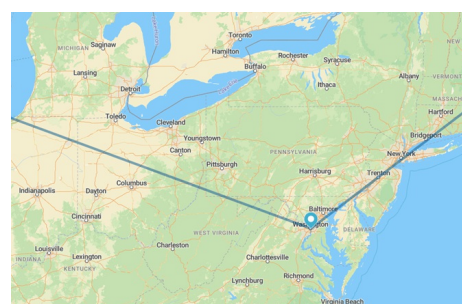 Toronto
MICHIGAN
Saginaw
Hamilton
Rochester
Syracuse
NEW
Lansing
Buffalo
Albany
VERMONT
Detroit
Ithaca
MASSACH
Toledo
Cleveland
Hartford
Youngstown
Bridgeport
Canton
PENNSYLVANIA
New York
Pittsburgh
Harrisburg
Trenton
Columbus
Indianapolis
Dayton
Baltimore
Cincinnati
Washington
WEST VIRGINIA
DELAWARE
Charleston
Louisville
Lexington
Charlottesville
INDIANA
KENTUCKY
Richmond
Lynchburg
Virginia Beach